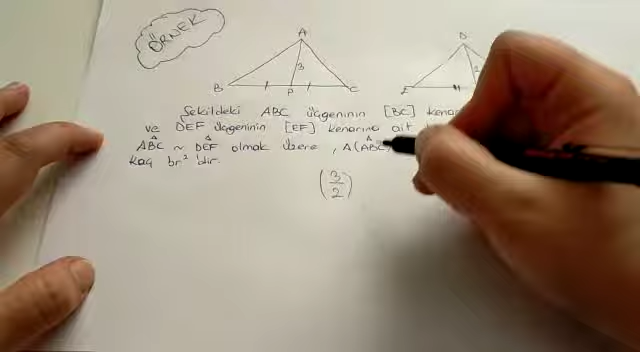 ÖRNEK
A
3
B
P
C
D
Şekildeki ABC üçgeninin [BC]
ve DEF üçgeninin [EF] kenarına ait
ABC ~ DEF olmak üzere, A(ABC)
kaç br² dir.
(3/2)